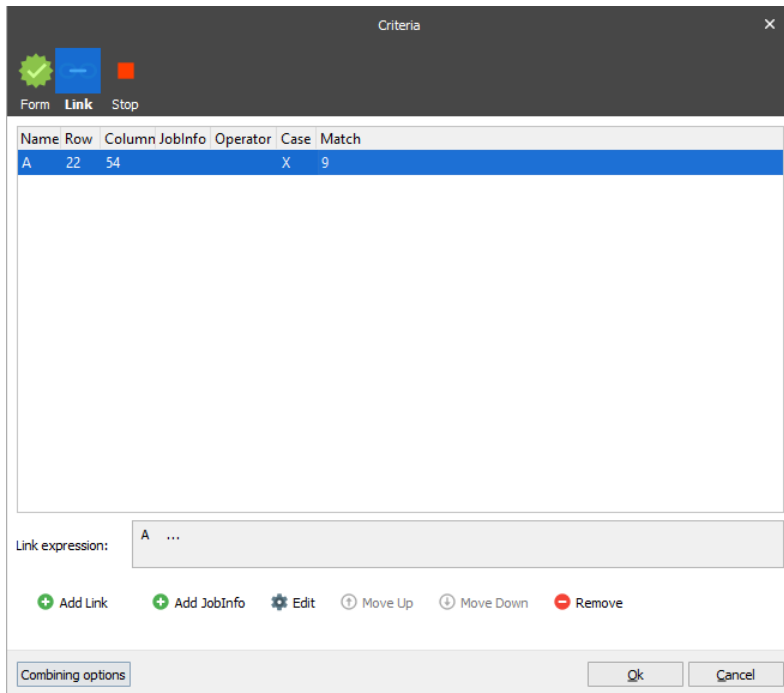 Criteria
Form Link Stop
Name Row Column JobInfo Operator Case Match
A 22 54 X 9
Link expression: A ...
Add Link Add JobInfo Edit Move Up Move Down Remove
Combining options Ok Cancel